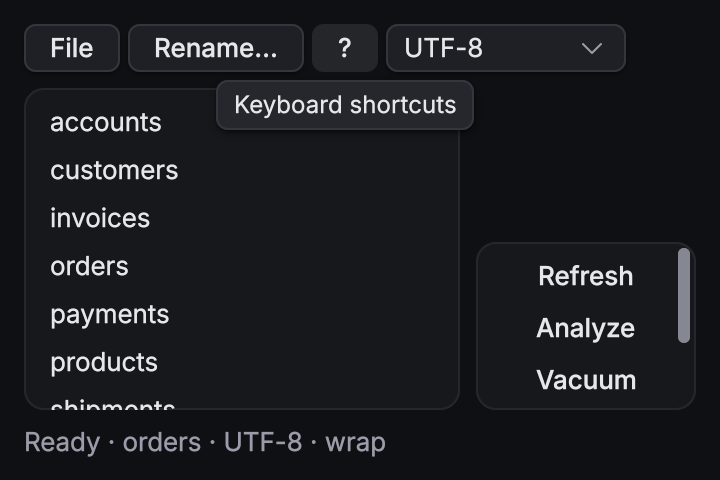 File Rename... ? UTF-8
Keyboard shortcuts
accounts
customers
invoices
orders
payments
products
shipments
Refresh
Analyze
Vacuum
Ready · orders · UTF-8 · wrap